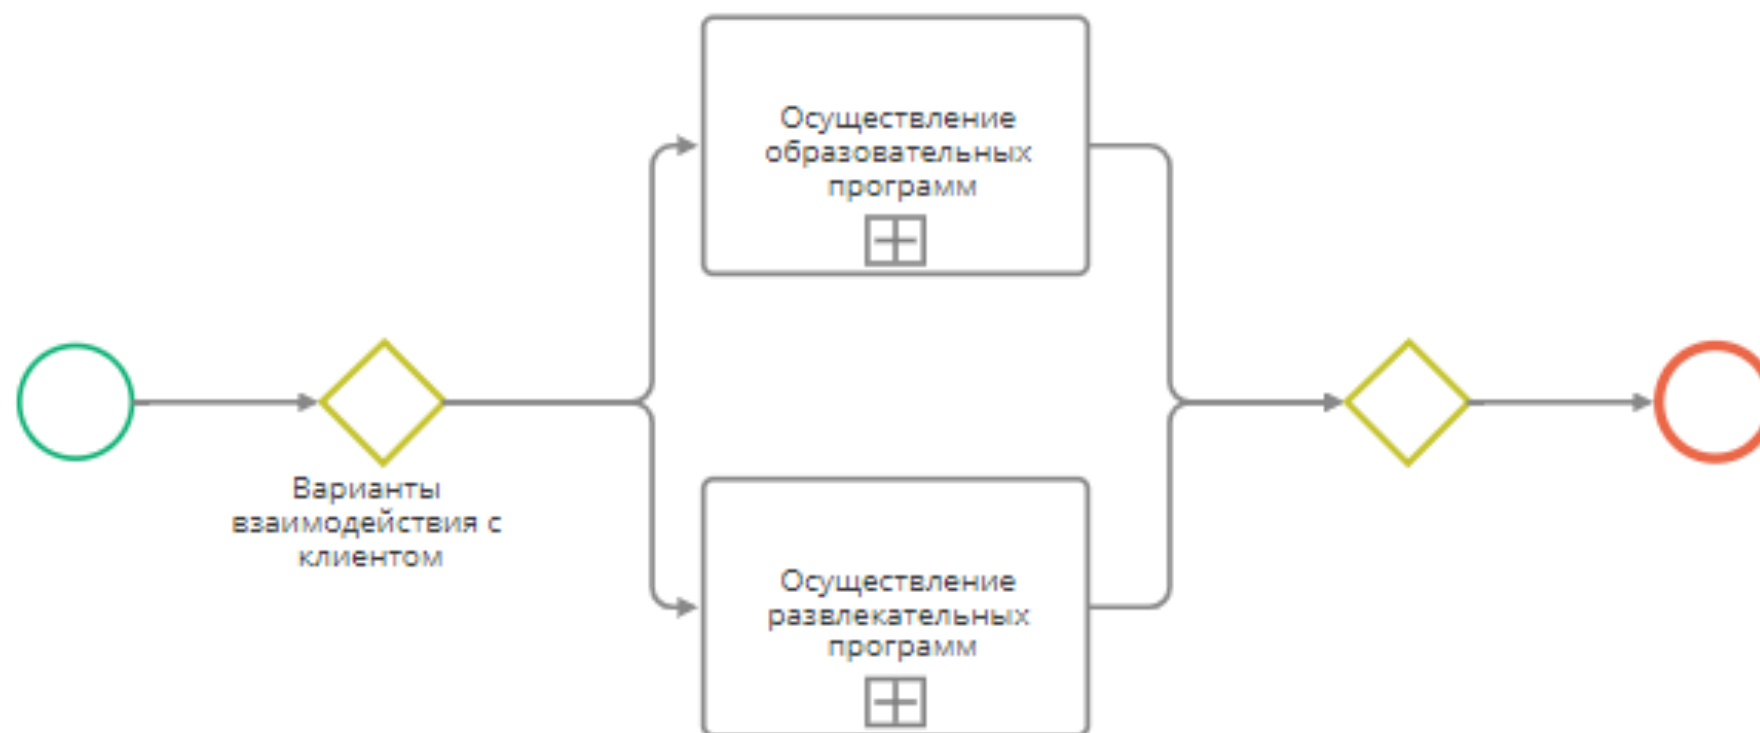 Осуществление
образовательных
программ
Варианты
взаимодействия с
клиентом
Осуществление
развлекательных
программ